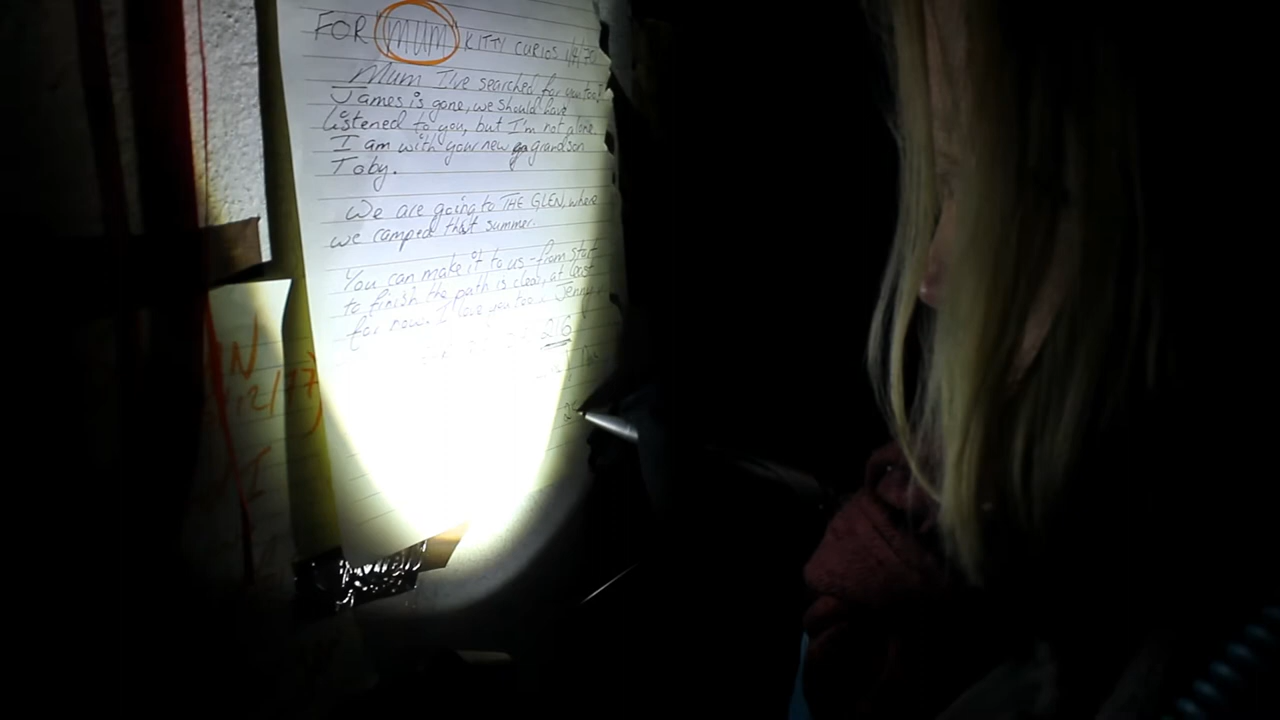 FOR MUM KITTY CURIOS
Mum I've searched for you too!
James is gone, we should have
listened to you, but I'm not alone.
I am with your new grandson
Toby.
We are going to THE GLEN, where
we camped that summer.
You can make it to us - from start
to finish the path is clear, at least
for now. I love you too. Jenny
216
N
12/17)
I